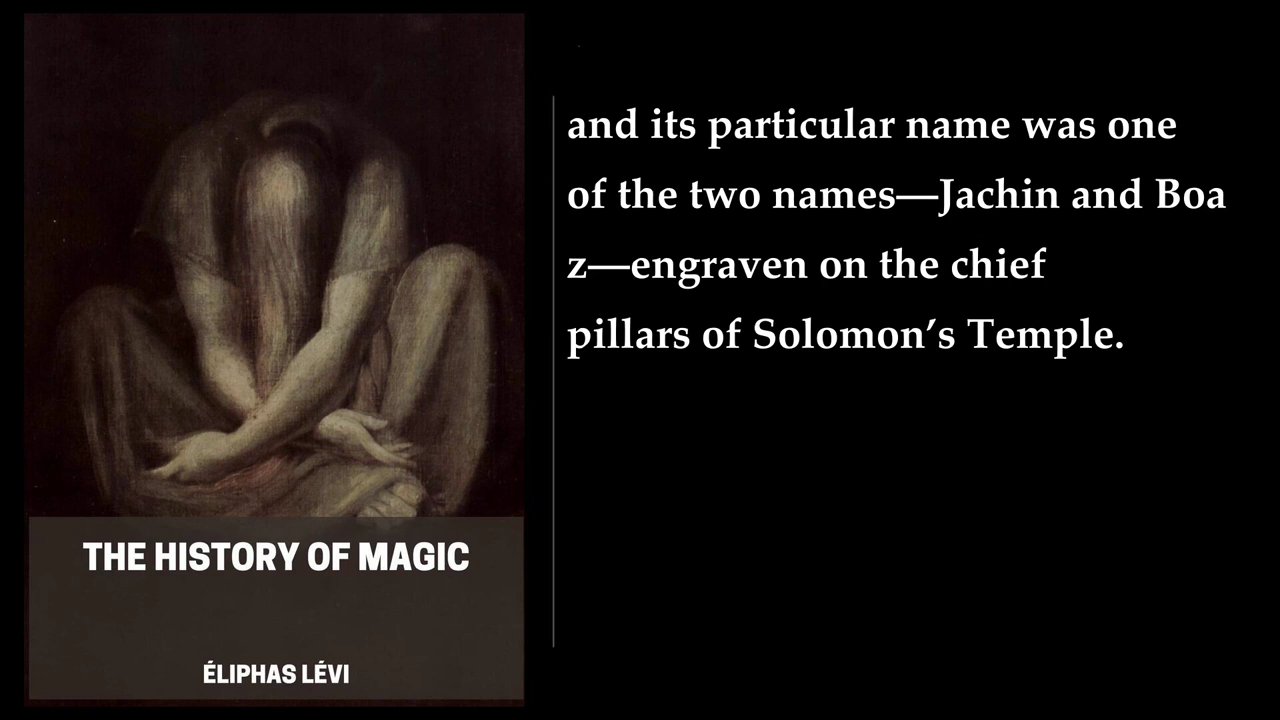 THE HISTORY OF MAGIC
ÉLIPHAS LÉVI
and its particular name was one
of the two names—Jachin and Boa
z—engraven on the chief
pillars of Solomon’s Temple.